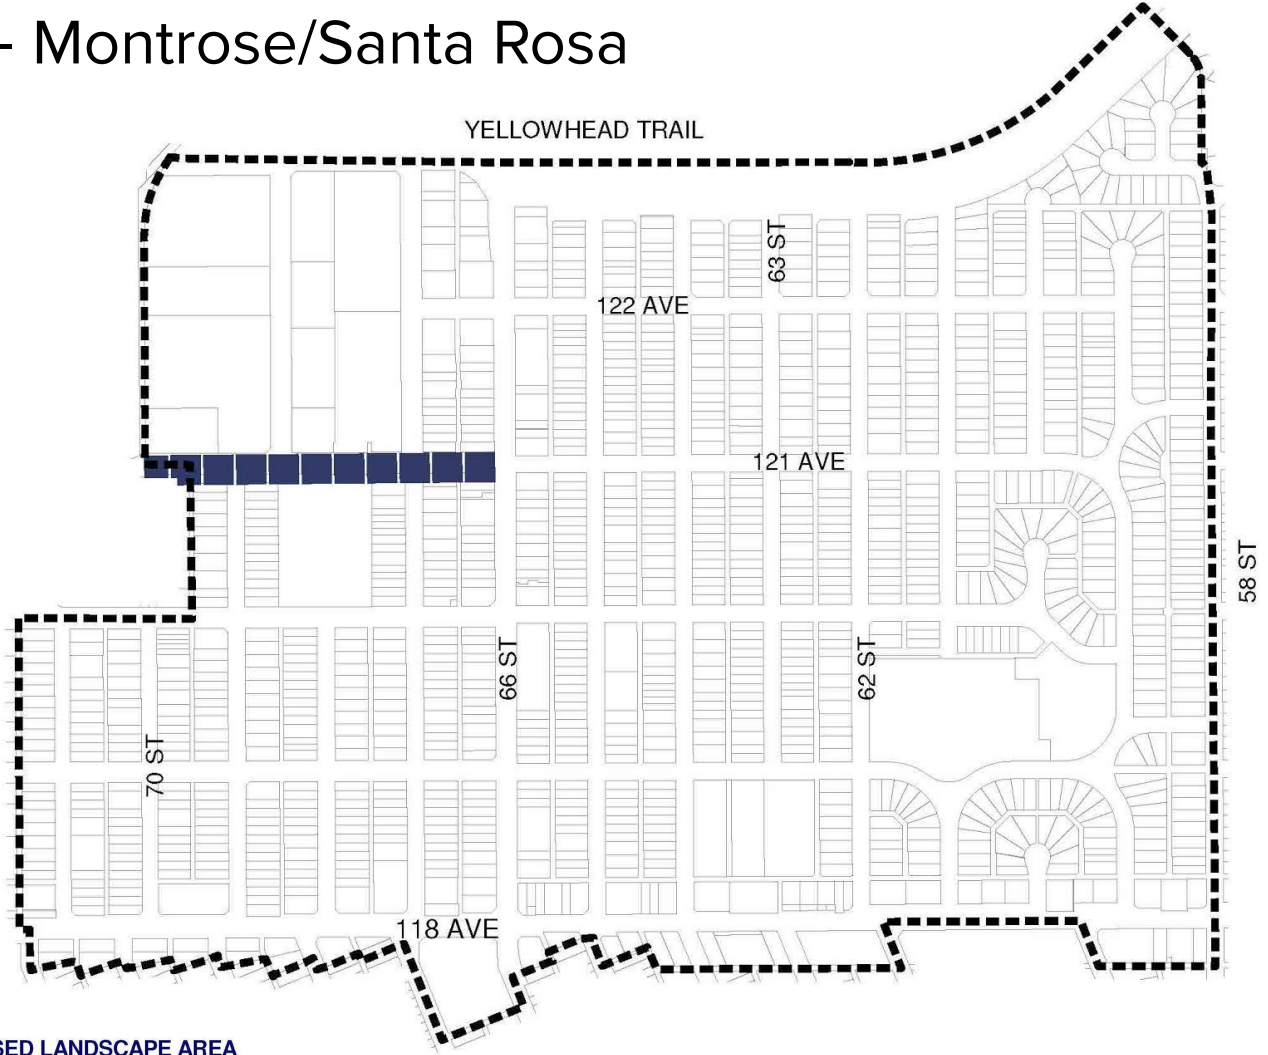 - Montrose/Santa Rosa
YELLOWHEAD TRAIL
63 ST
122 AVE
121 AVE
58 ST
66 ST
62 ST
70 ST
118 AVE
SED LANDSCAPE AREA